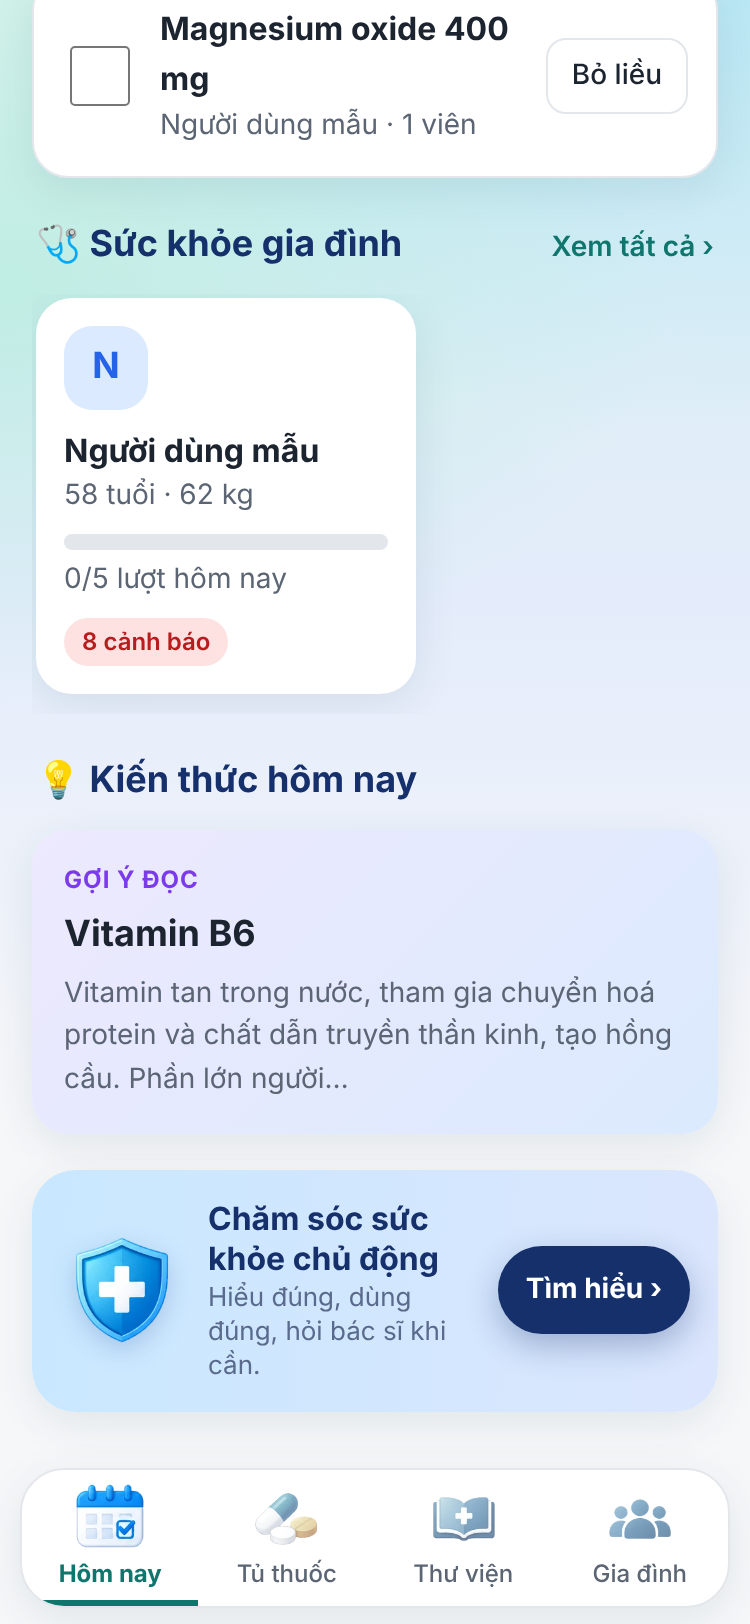 Magnesium oxide 400
mg
Người dùng mẫu · 1 viên
Bỏ liều
Sức khỏe gia đình
Xem tất cả ›
N
Người dùng mẫu
58 tuổi · 62 kg
0/5 lượt hôm nay
8 cảnh báo
Kiến thức hôm nay
GỢI Ý ĐỌC
Vitamin B6
Vitamin tan trong nước, tham gia chuyển hoá
protein và chất dẫn truyền thần kinh, tạo hồng
cầu. Phần lớn người...
Chăm sóc sức
khỏe chủ động
Hiểu đúng, dùng
đúng, hỏi bác sĩ khi
cần.
Tìm hiểu ›
Hôm nay
Tủ thuốc
Thư viện
Gia đình